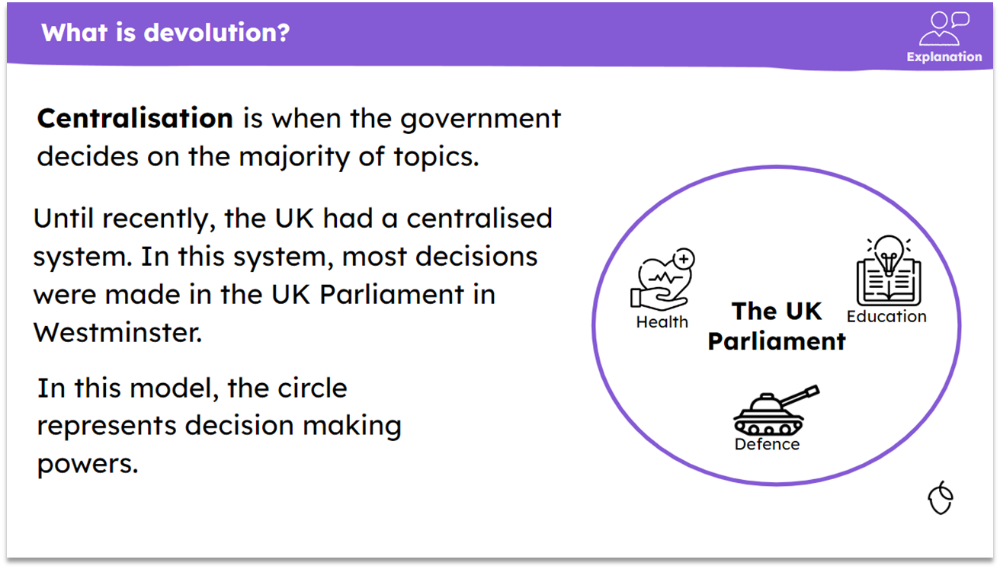 What is devolution?
Explanation
Centralisation is when the government
decides on the majority of topics.
Until recently, the UK had a centralised
system. In this system, most decisions
were made in the UK Parliament in
Westminster.
In this model, the circle
represents decision making
powers.
Health
The UK
Parliament
Education
Defence